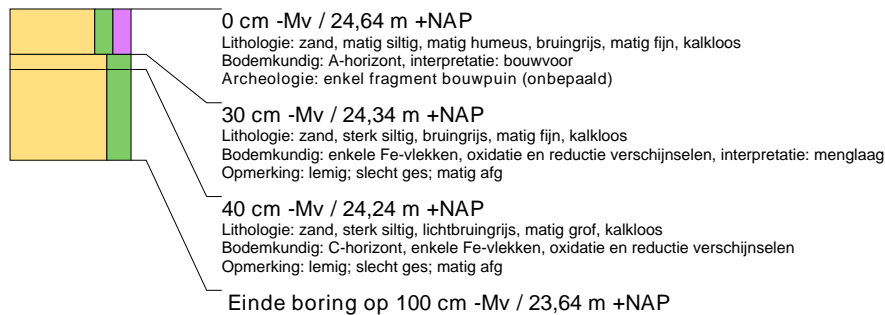 0 cm -Mv / 24,64 m +NAP
Lithologie: zand, matig siltig, matig humeus, bruingrijs, matig fijn, kalkloos
Bodemkundig: A-horizont, interpretatie: bouwvoor
Archeologie: enkel fragment bouwpuin (onbepaald)
30 cm -Mv / 24,34 m +NAP
Lithologie: zand, sterk siltig, bruingrijs, matig fijn, kalkloos
Bodemkundig: enkele Fe-vlekken, oxidatie en reductie verschijnselen, interpretatie: menglaag
Opmerking: lemig; slecht ges; matig afg
40 cm -Mv / 24,24 m +NAP
Lithologie: zand, sterk siltig, lichtbruingrijs, matig grof, kalkloos
Bodemkundig: C-horizont, enkele Fe-vlekken, oxidatie en reductie verschijnselen
Opmerking: lemig; slecht ges; matig afg
Einde boring op 100 cm -Mv / 23,64 m +NAP